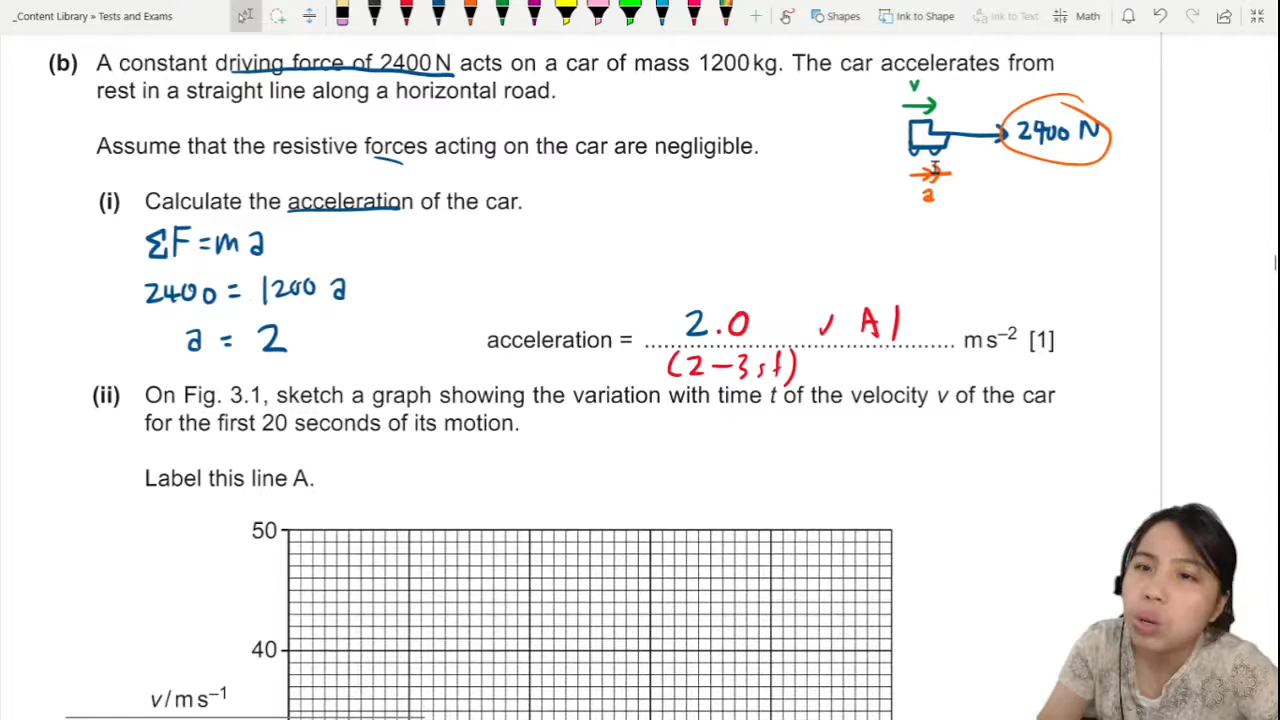 _Content Library » Tests and Exams
Shapes
Ink to Shape
Ink to Text
Math
(b) A constant driving force of 2400 N acts on a car of mass 1200 kg. The car accelerates from
rest in a straight line along a horizontal road.
v
2400 N
a
Assume that the resistive forces acting on the car are negligible.
(i) Calculate the acceleration of the car.
ΣF = ma
2400 = 1200 a
a = 2
2.0 ✓ A1
acceleration = ........................................................ m s⁻² [1]
(2-3 s.f)
(ii) On Fig. 3.1, sketch a graph showing the variation with time t of the velocity v of the car
for the first 20 seconds of its motion.
Label this line A.
50
40
v/m s⁻¹